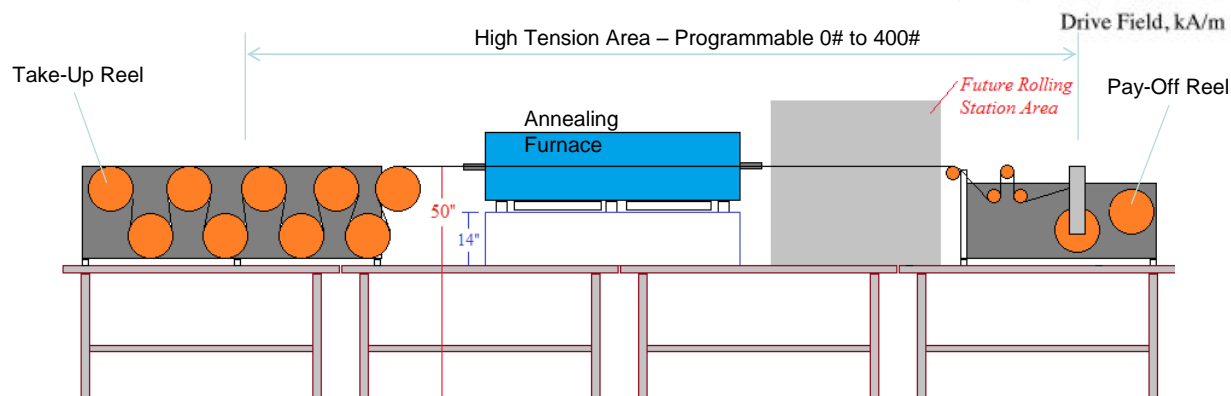 Drive Field, kA/m
High Tension Area – Programmable 0# to 400#
Take-Up Reel
Future Rolling
Station Area
Pay-Off Reel
Annealing
Furnace
50"
14"